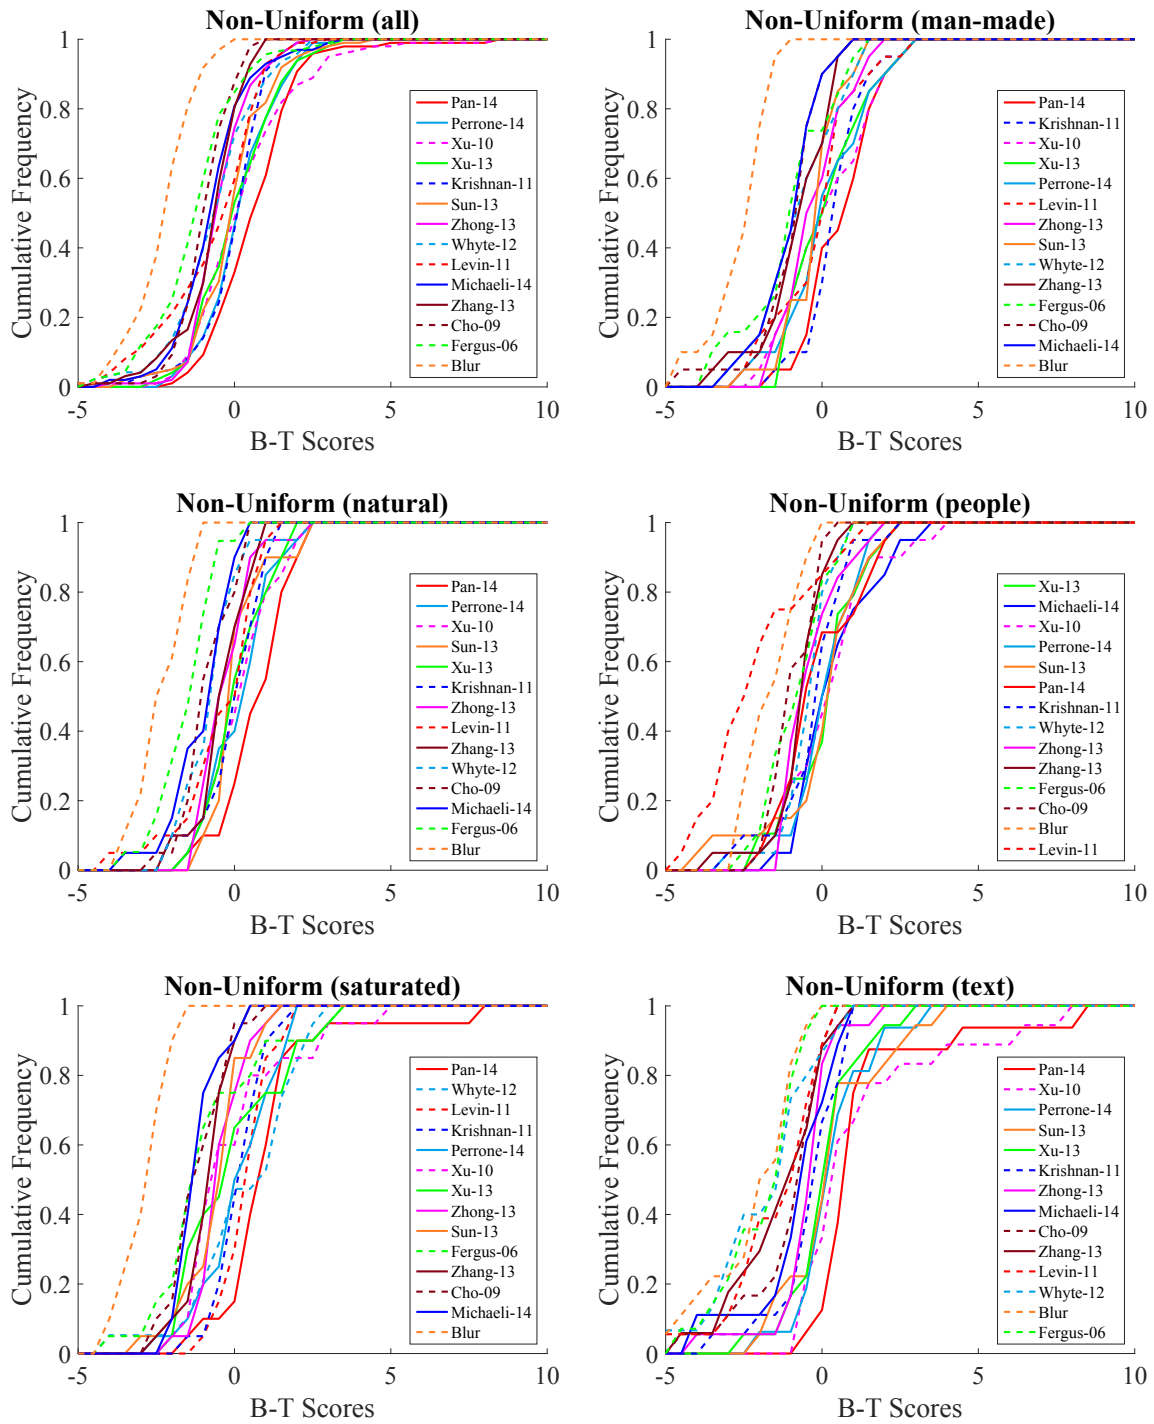 Non-Uniform (all)
Cumulative Frequency
1
0.8
0.6
0.4
0.2
0
-5
0
5
10
B-T Scores
Pan-14
Perrone-14
Xu-10
Xu-13
Krishnan-11
Sun-13
Zhong-13
Whyte-12
Levin-11
Michaeli-14
Zhang-13
Cho-09
Fergus-06
Blur
Non-Uniform (man-made)
Cumulative Frequency
1
0.8
0.6
0.4
0.2
0
-5
0
5
10
B-T Scores
Pan-14
Krishnan-11
Xu-10
Xu-13
Perrone-14
Levin-11
Zhong-13
Sun-13
Whyte-12
Zhang-13
Fergus-06
Cho-09
Michaeli-14
Blur
Non-Uniform (natural)
Cumulative Frequency
1
0.8
0.6
0.4
0.2
0
-5
0
5
10
B-T Scores
Pan-14
Perrone-14
Xu-10
Sun-13
Xu-13
Krishnan-11
Zhong-13
Levin-11
Zhang-13
Whyte-12
Cho-09
Michaeli-14
Fergus-06
Blur
Non-Uniform (people)
Cumulative Frequency
1
0.8
0.6
0.4
0.2
0
-5
0
5
10
B-T Scores
Xu-13
Michaeli-14
Xu-10
Perrone-14
Sun-13
Pan-14
Krishnan-11
Whyte-12
Zhong-13
Zhang-13
Fergus-06
Cho-09
Blur
Levin-11
Non-Uniform (saturated)
Cumulative Frequency
1
0.8
0.6
0.4
0.2
0
-5
0
5
10
B-T Scores
Pan-14
Whyte-12
Levin-11
Krishnan-11
Perrone-14
Xu-10
Xu-13
Zhong-13
Sun-13
Fergus-06
Zhang-13
Cho-09
Michaeli-14
Blur
Non-Uniform (text)
Cumulative Frequency
1
0.8
0.6
0.4
0.2
0
-5
0
5
10
B-T Scores
Pan-14
Xu-10
Perrone-14
Sun-13
Xu-13
Krishnan-11
Zhong-13
Michaeli-14
Cho-09
Zhang-13
Levin-11
Whyte-12
Blur
Fergus-06